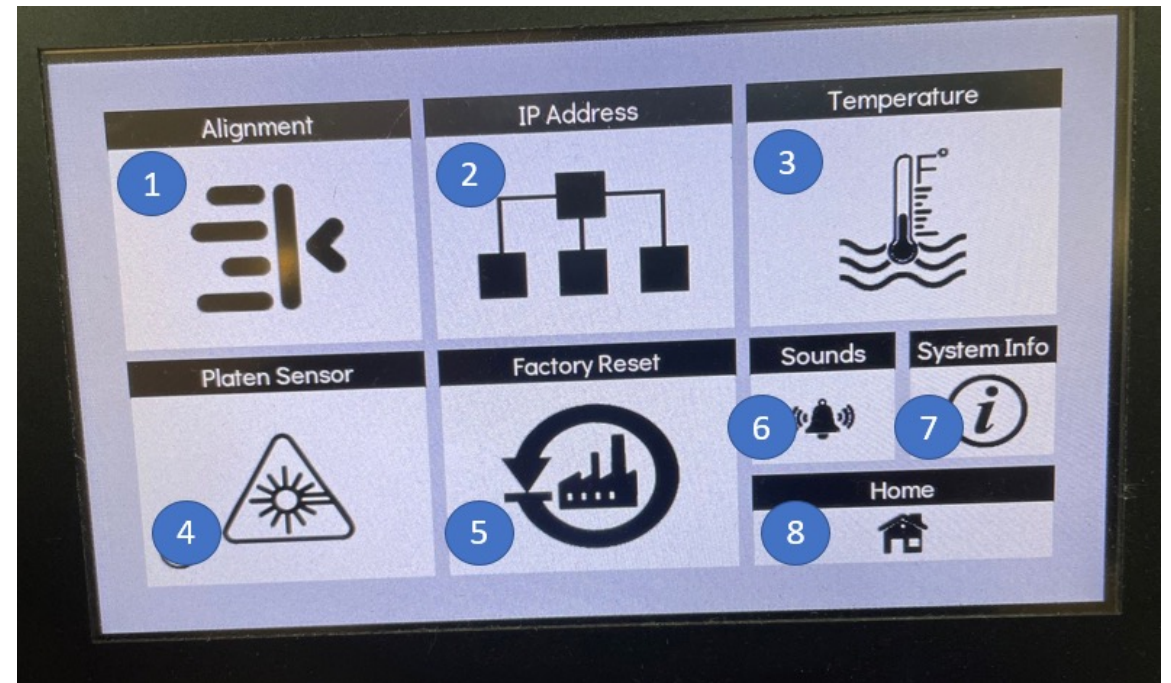 Alignment
IP Address
Temperature
1
2
3
F°
Platen Sensor
Factory Reset
Sounds
System Info
4
5
6
7
i
Home
8